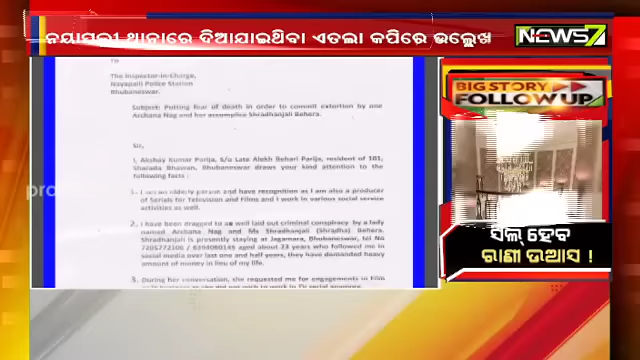 ନୟାପଲ୍ଲୀ ଥାନାରେ ଦିଆଯାଇଥିବା ଏତଲା କପିରେ ଉଲ୍ଲେଖ
NEWS7
To
The Inspector-in-Charge,
Nayapalli Police Station
Bhubaneswar.
Subject: Putting fear of death in order to commit extortion by one
Archana Nag and her accomplice Shradhanjali Behera.
Sir,
I, Akshay Kumar Parija, S/o Late Alekh Behari Parija, resident of 101,
Sharada Bhawan, Bhubaneswar draws your kind attention to
the following facts :
1- I am an elderly person and have recognition as I am also a producer
of Serials for Television and Films and I work in various social service
activities as well.
2. I have been dragged to as well laid out criminal conspiracy by a lady
named Archana Nag and Ms Shradhanjali (Shradha) Behera.
Shradhanjali is presently staying at Jagamara, Bhubaneswar, tel No
7205772106 / 6394080145 aged about 23 years who followed me in
social media over last one and half years, they have demanded heavy
amount of money in lieu of my life.
3. During her conversation, she requested me for engagements in Film
BIG STORY
FOLLOW UP
ସିଲ୍ ହେବ
ରାଣୀ ଉଆସ !